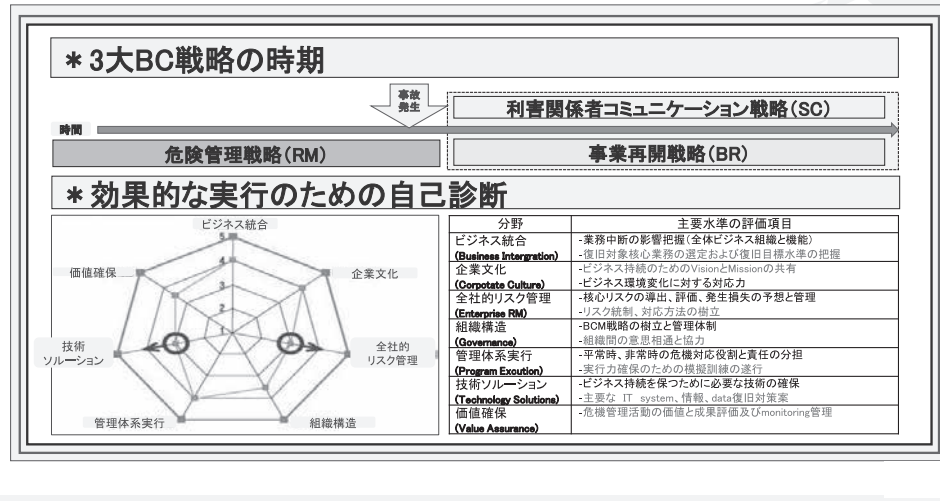 ＊3大BC戦略の時期
事故
発生
利害関係者コミュニケーション戦略(SC)
時間
危険管理戦略(RM)
事業再開戦略(BR)
＊効果的な実行のための自己診断
ビジネス統合
5
4
3
2
1
価値確保
企業文化
技術
ソルーション
全社的
リスク管理
管理体系実行
組織構造
分野 主要水準の評価項目
ビジネス統合 -業務中断の影響把握(全体ビジネス組織と機能)
(Business Intergration) -復旧対象核心業務の選定および復旧目標水準の把握
企業文化 -ビジネス持続のためのVisionとMissionの共有
(Corpotate Culture) -ビジネス環境変化に対する対応力
全社的リスク管理 -核心リスクの導出、評価、発生損失の予想と管理
(Enterprise RM) -リスク統制、対応方法の樹立
組織構造 -BCM戦略の樹立と管理体制
(Governance) -組織間の意思相通と協力
管理体系実行 -平常時、非常時の危機対応役割と責任の分担
(Program Excution) -実行力確保のための模擬訓練の遂行
技術ソルーション -ビジネス持続を保つために必要な技術の確保
(Technology Solutions) -主要な IT system、情報、data復旧対策案
価値確保 -危機管理活動の価値と成果評価及びmonitoring管理
(Value Assurance)